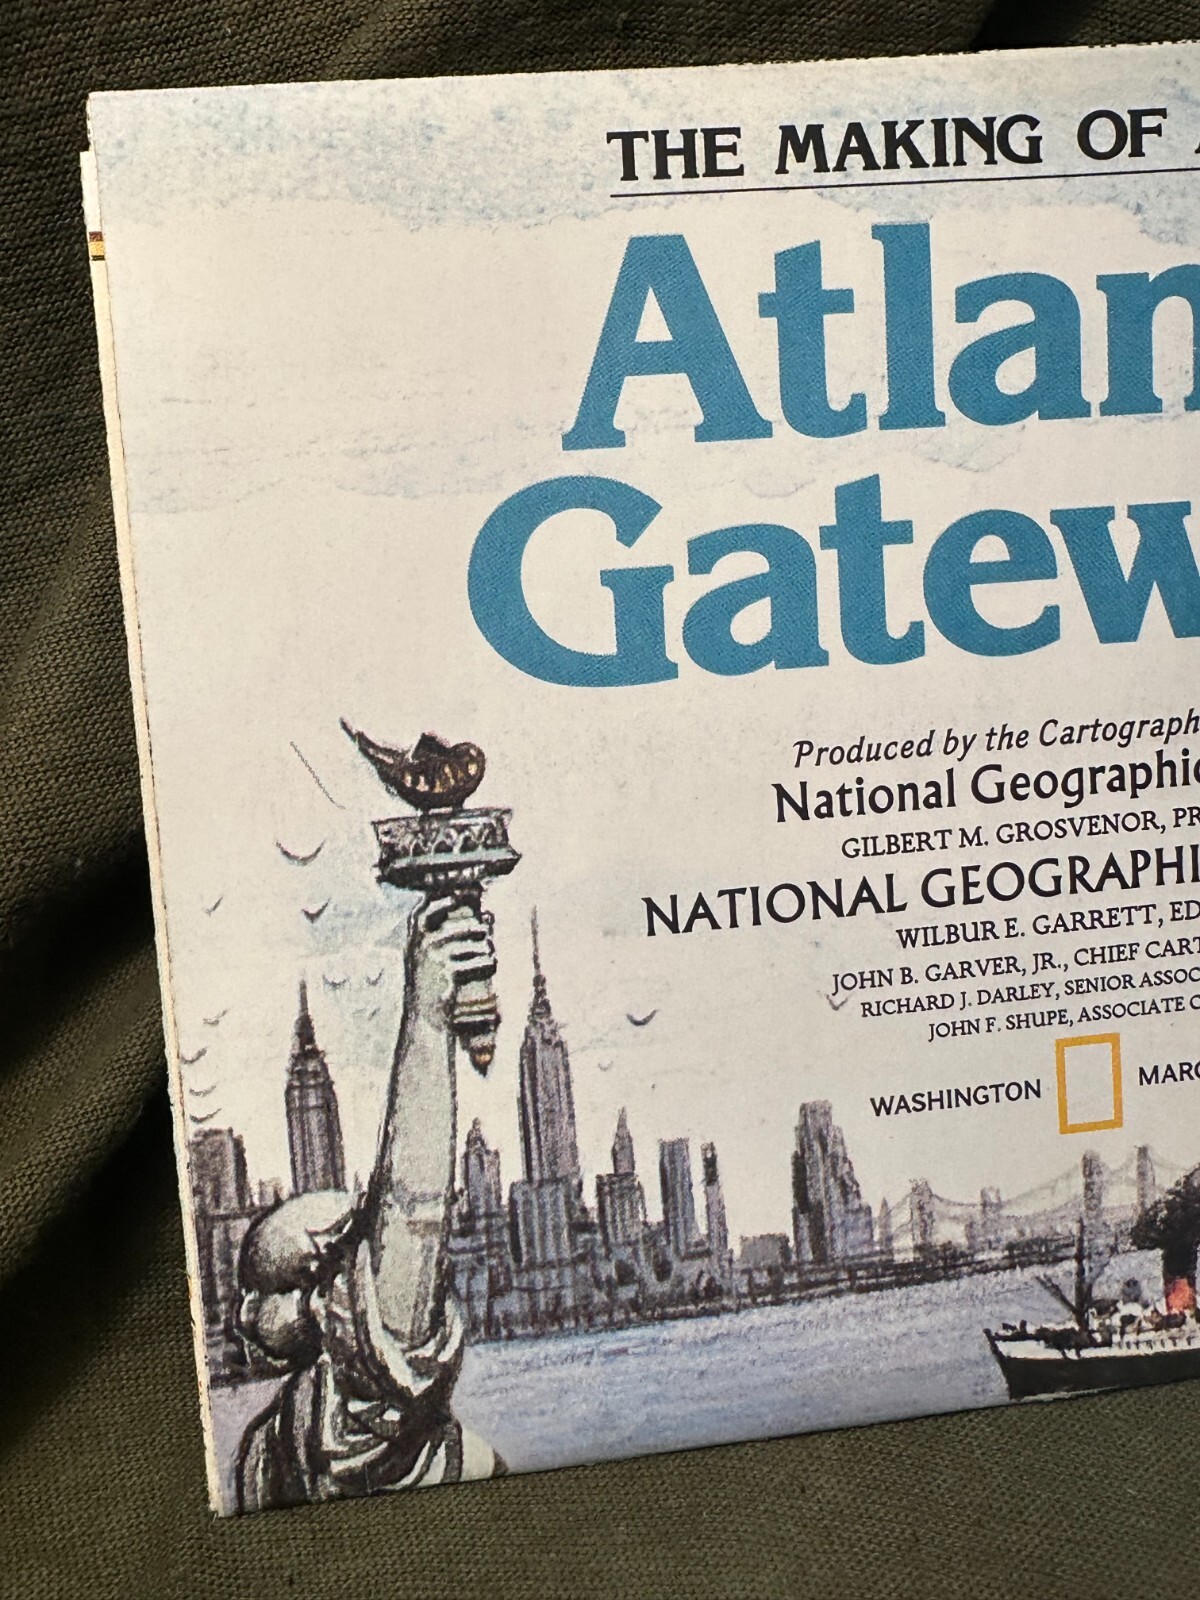 THE MAKING OF
Atlan
Gatew
Produced by the Cartograph
National Geographic
GILBERT M. GROSVENOR, PR
NATIONAL GEOGRAPHI
WILBUR E. GARRETT, ED
JOHN B. GARVER, JR., CHIEF CART
RICHARD J. DARLEY, SENIOR ASSOC
JOHN F. SHUPE, ASSOCIATE C
WASHINGTON MARC